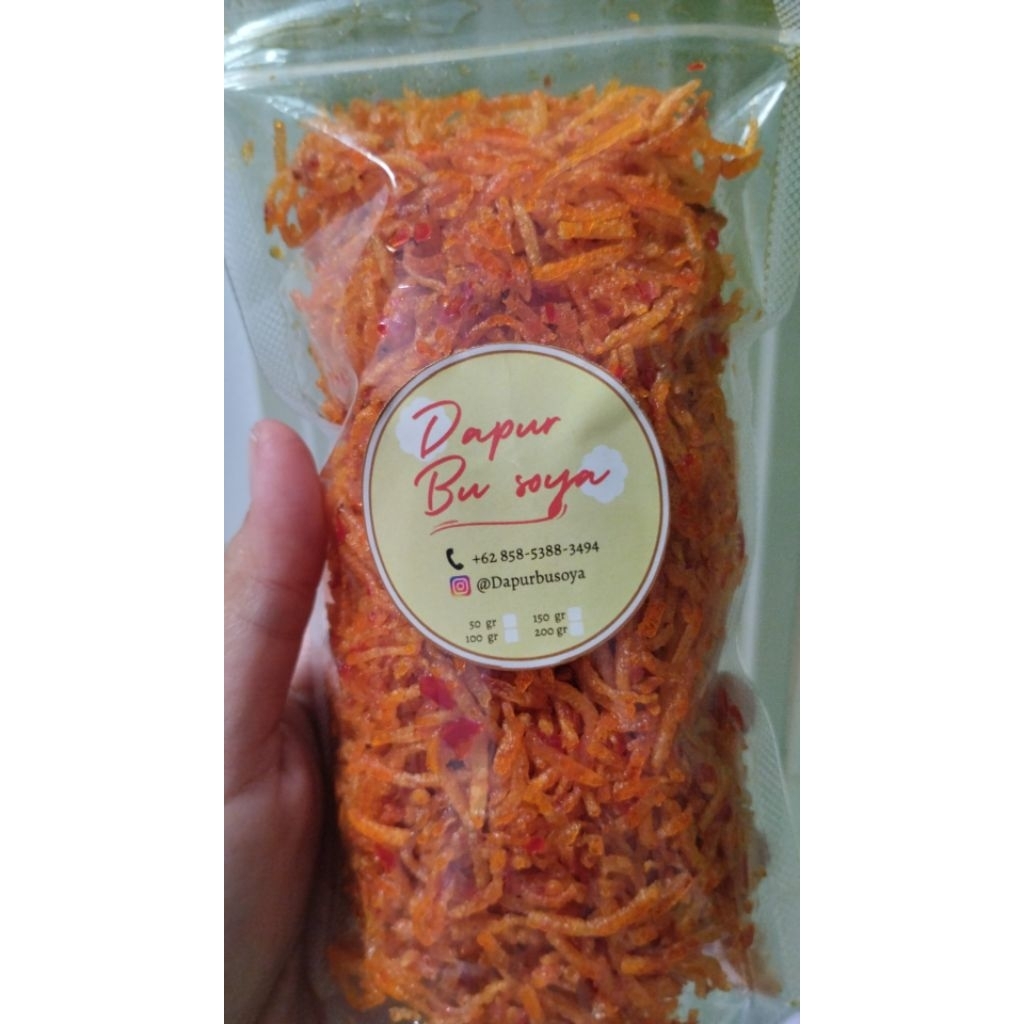 Dapur
Bu soya
+62 858-5388-3494
@Dapurbusoya
50 gr 150 gr
100 gr 200 gr